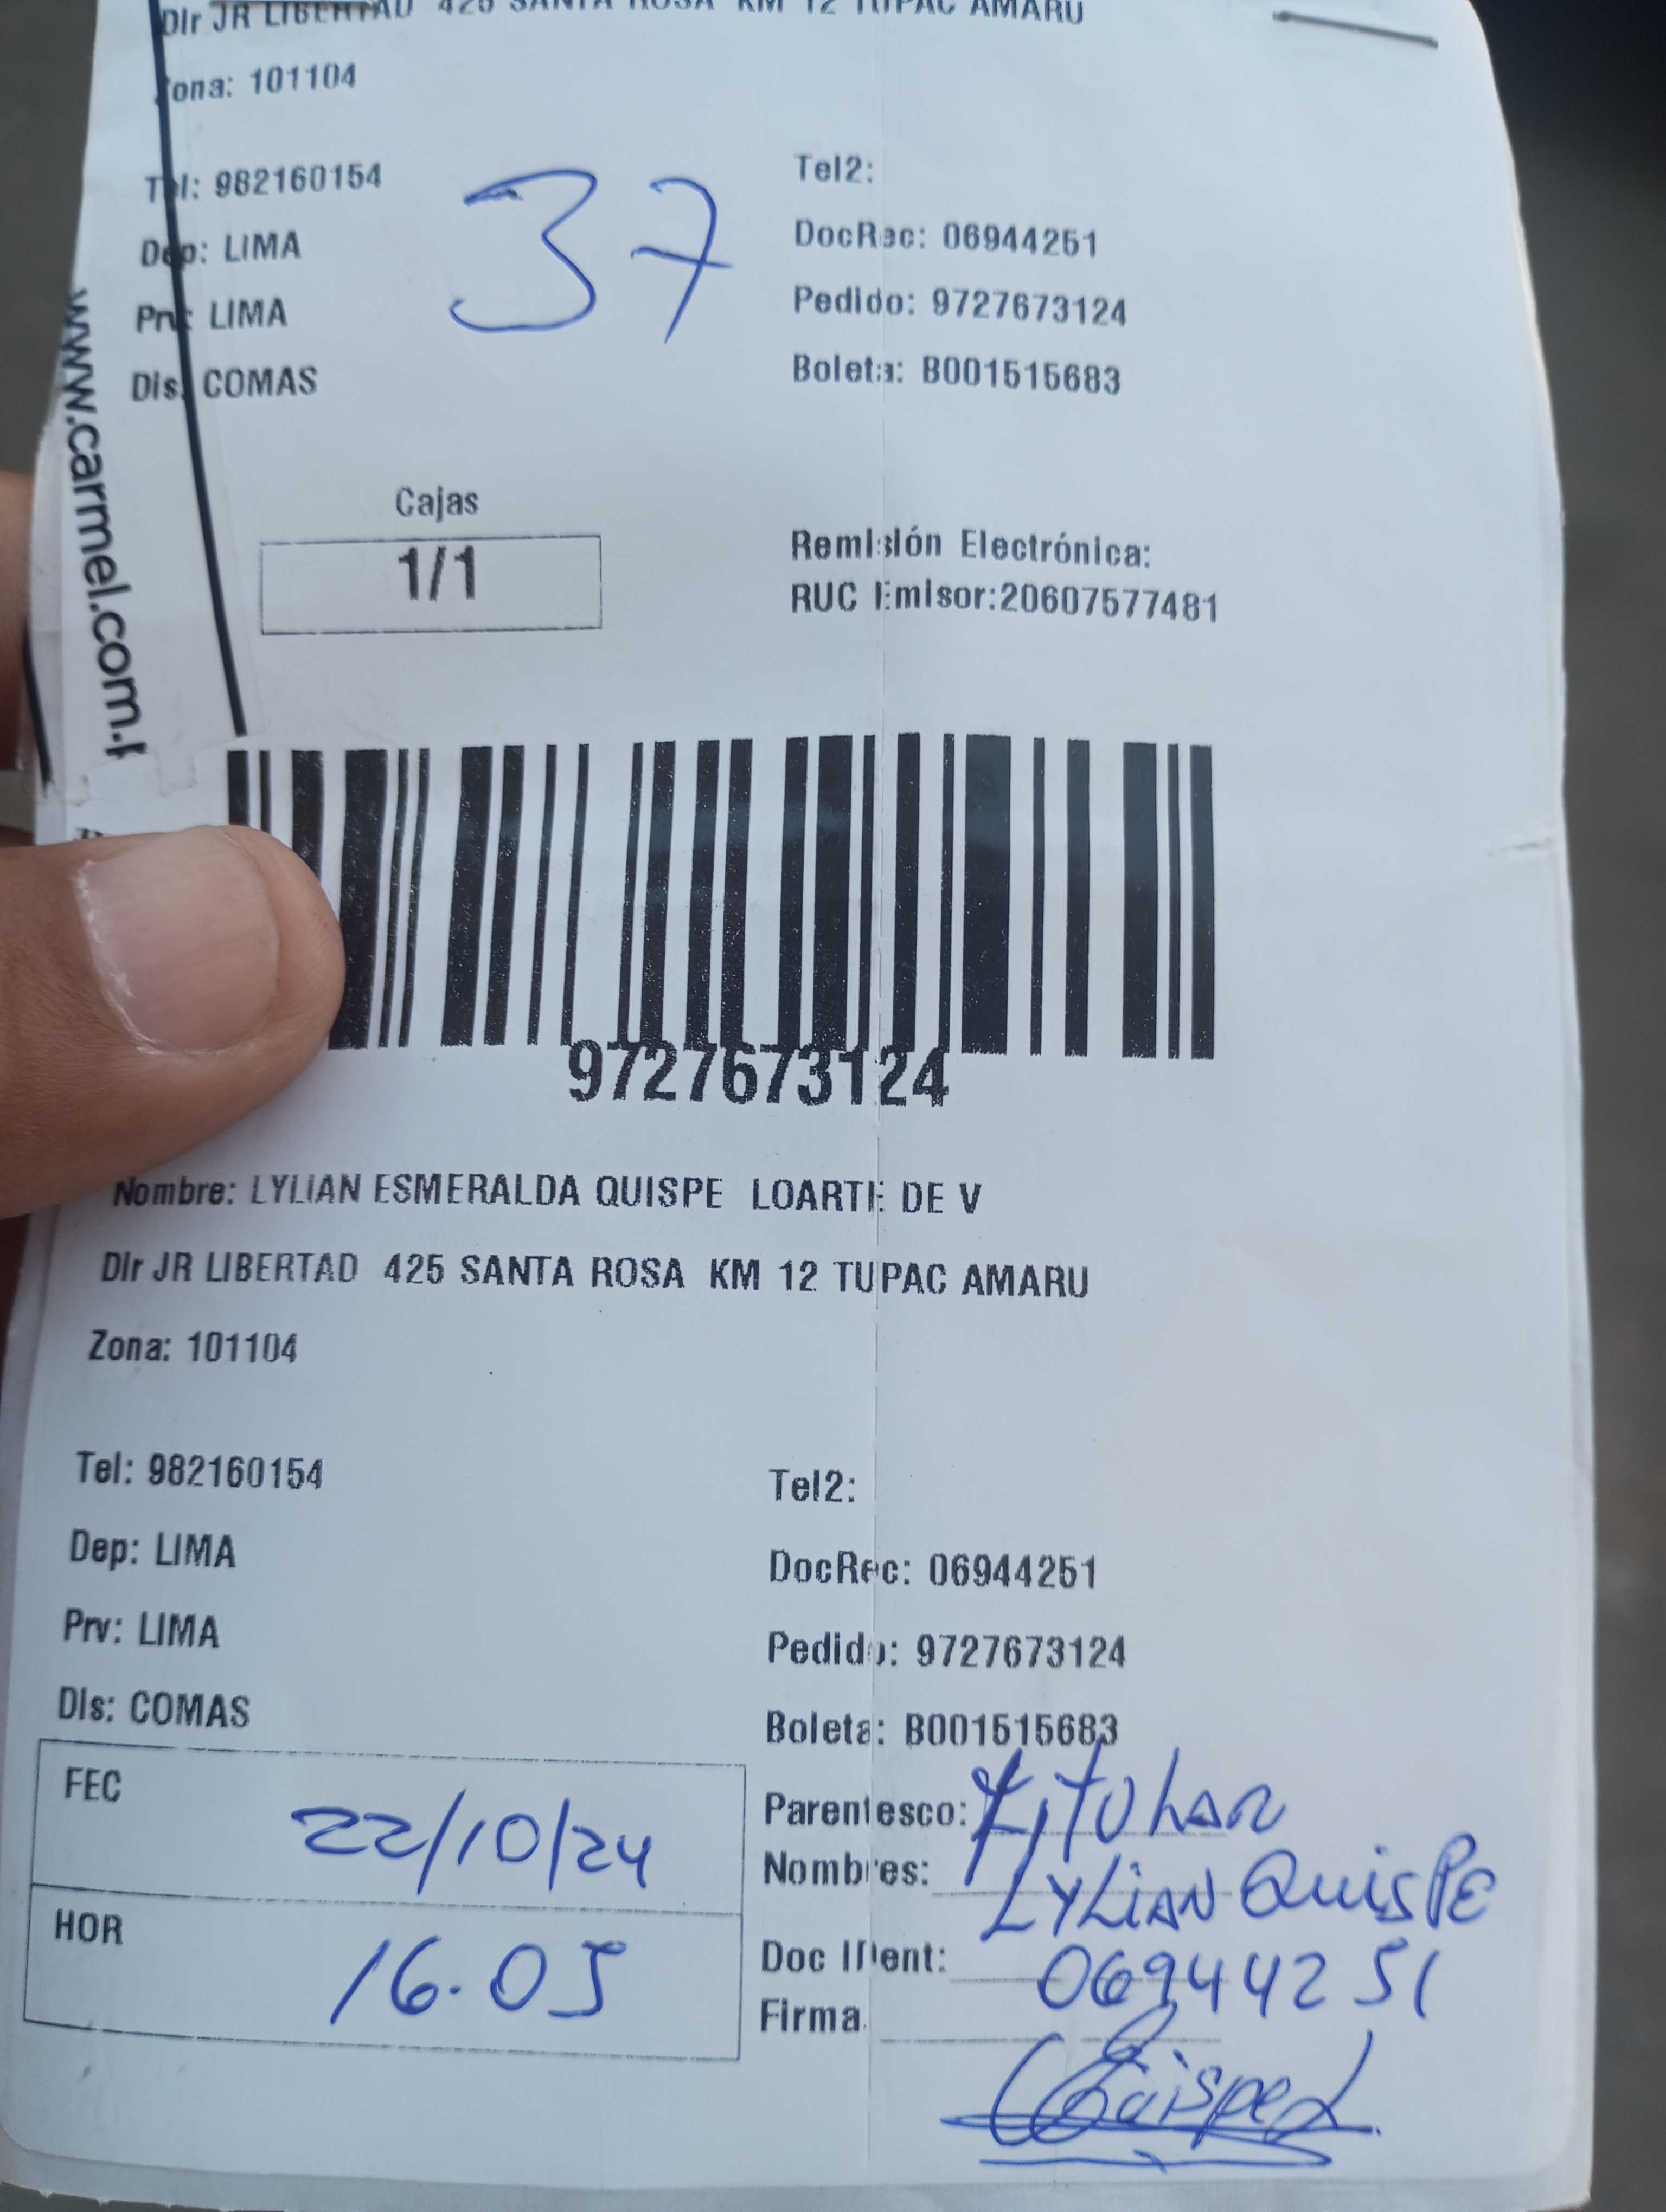 Dir JR LIBERTAD 425 SANTA ROSA KM 12 TUPAC AMARU
Zona: 101104
37
Tel: 982160154
Tel2:
Dep: LIMA
DocRec: 06944251
Prv: LIMA
Pedido: 9727673124
Dis: COMAS
Boleta: B001515683
www.carmel.com.
Cajas
1/1
Remisión Electrónica:
RUC Emisor:20607577481
9727673124
Nombre: LYLIAN ESMERALDA QUISPE LOARTE DE V
Dir JR LIBERTAD 425 SANTA ROSA KM 12 TUPAC AMARU
Zona: 101104
Tel: 982160154
Tel2:
Dep: LIMA
DocRec: 06944251
Prv: LIMA
Pedido: 9727673124
Dis: COMAS
Boleta: B001515683
FEC 22/10/24
Parentesco: Titular
Nombres: LYLIAN QUISPE
HOR 16.05
Doc Ident: 06944251
Firma QuispeL